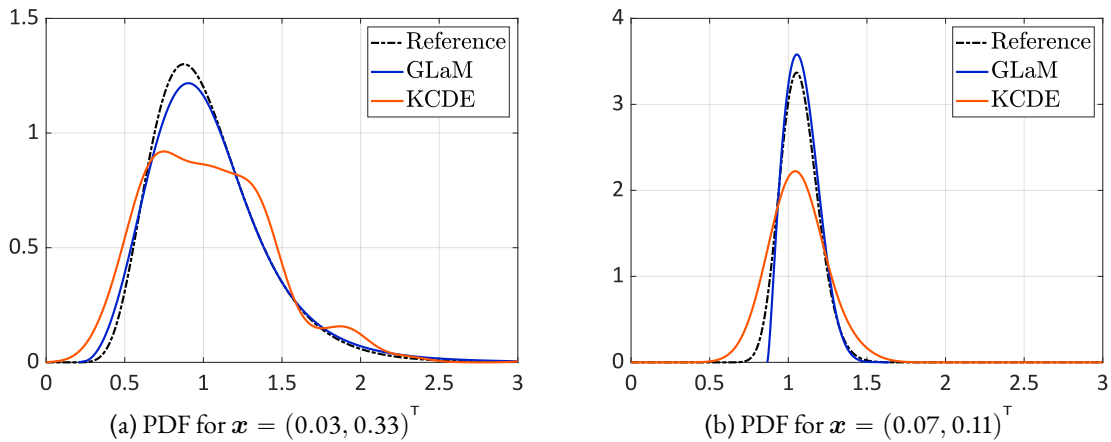 1.5
1
0.5
0
0 0.5 1 1.5 2 2.5 3
Reference
GLaM
KCDE
(a) PDF for x = (0.03, 0.33)ᵀ
4
3
2
1
0
0 0.5 1 1.5 2 2.5 3
Reference
GLaM
KCDE
(b) PDF for x = (0.07, 0.11)ᵀ